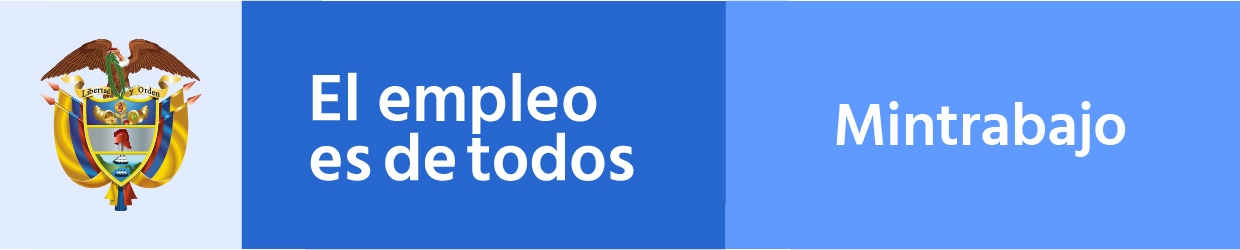 Libertad y Orden
El empleo
es de todos
Mintrabajo